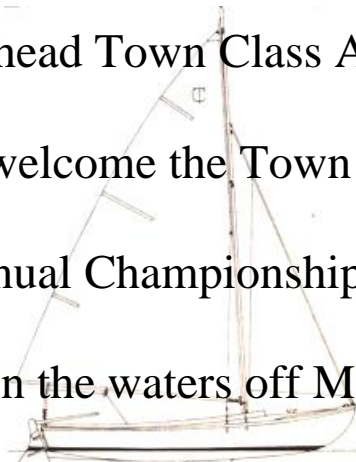 head Town Class A
welcome the Town
nual Championship
n the waters off M